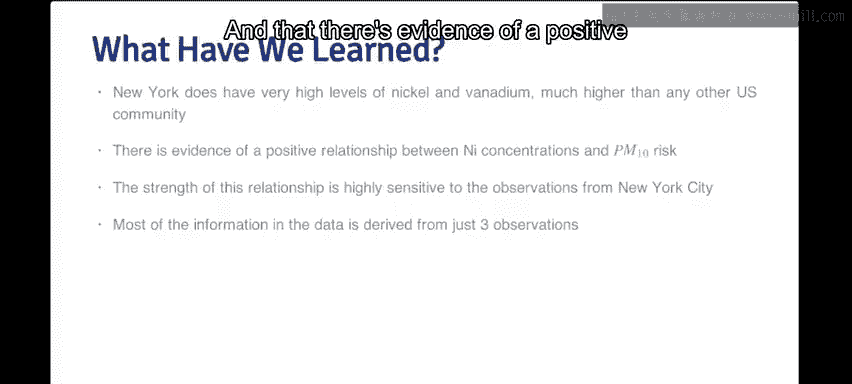 And that there's evidence of a positive
What Have We Learned?
· New York does have very high levels of nickel and vanadium, much higher than any other US
community
· There is evidence of a positive relationship between Ni concentrations and PM10 risk
· The strength of this relationship is highly sensitive to the observations from New York City
· Most of the information in the data is derived from just 3 observations